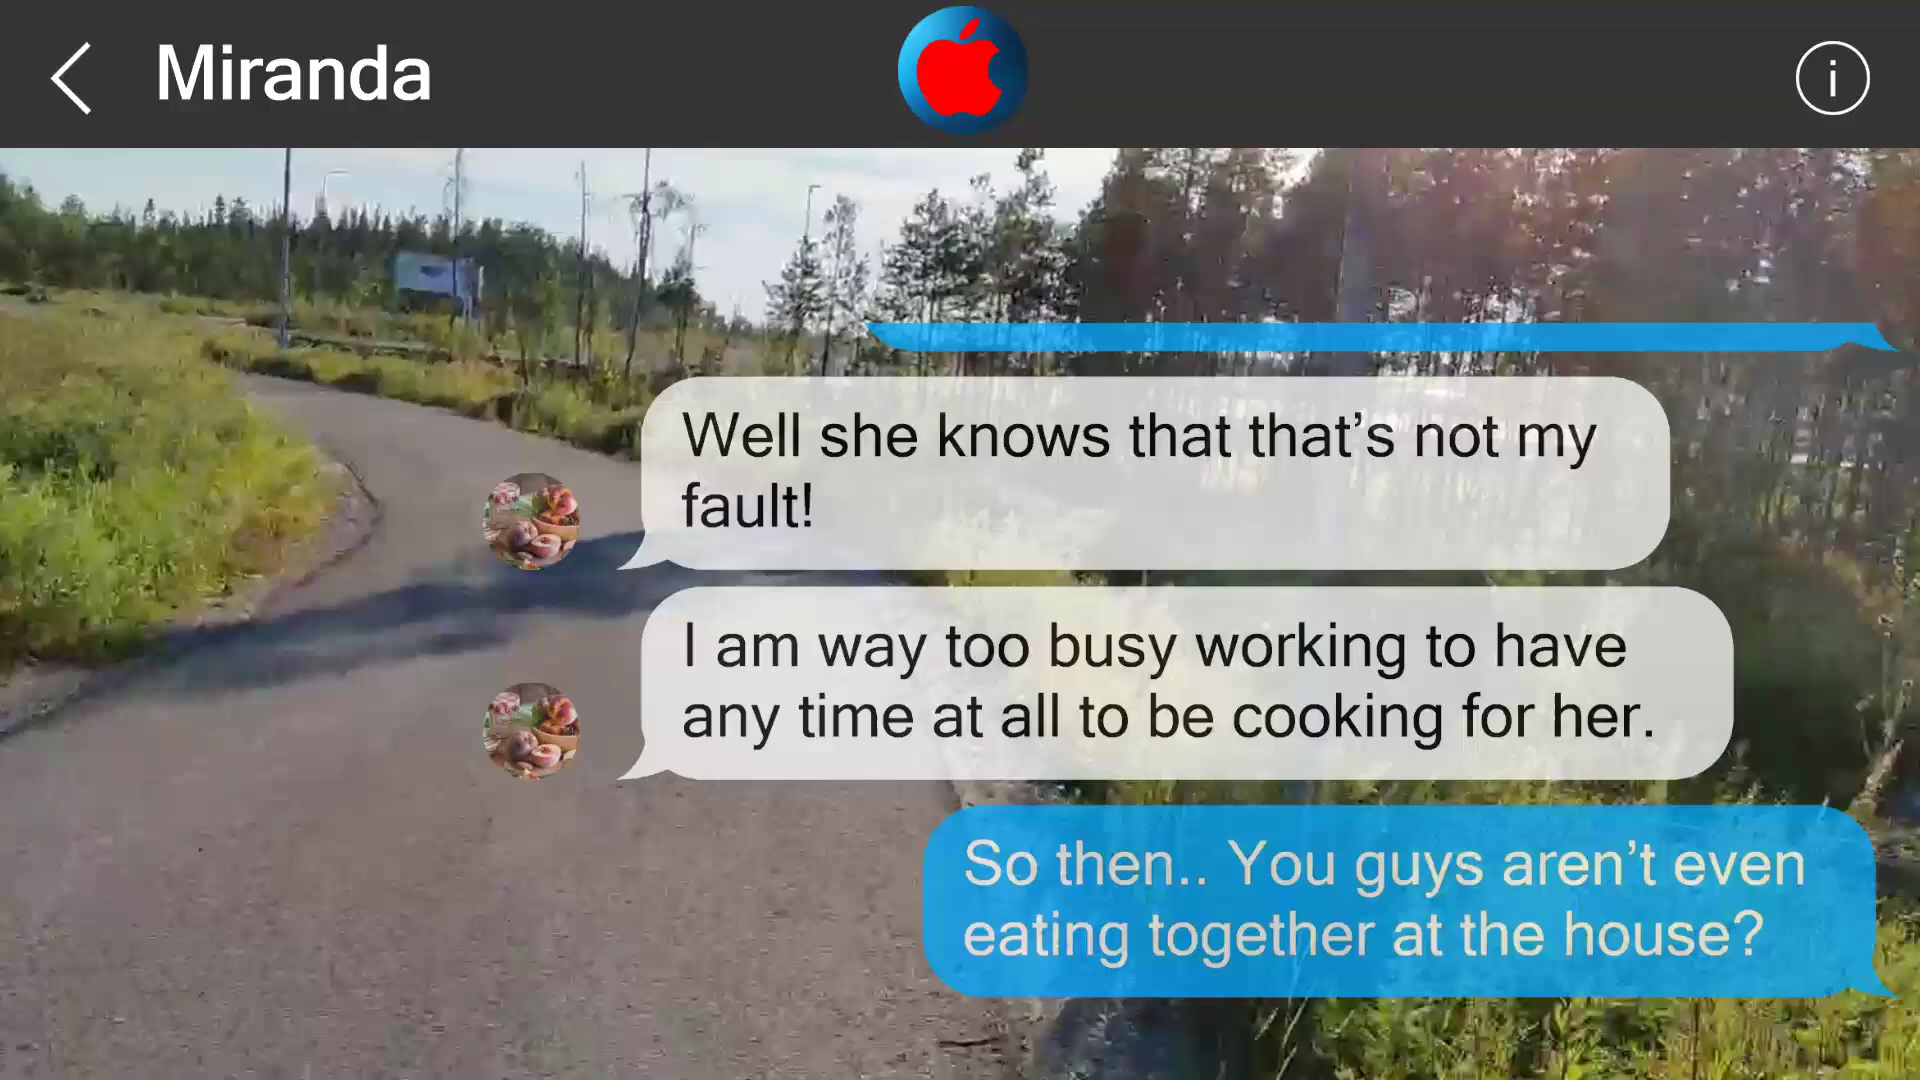 Miranda
i
Well she knows that that’s not my
fault!
I am way too busy working to have
any time at all to be cooking for her.
So then.. You guys aren’t even
eating together at the house?